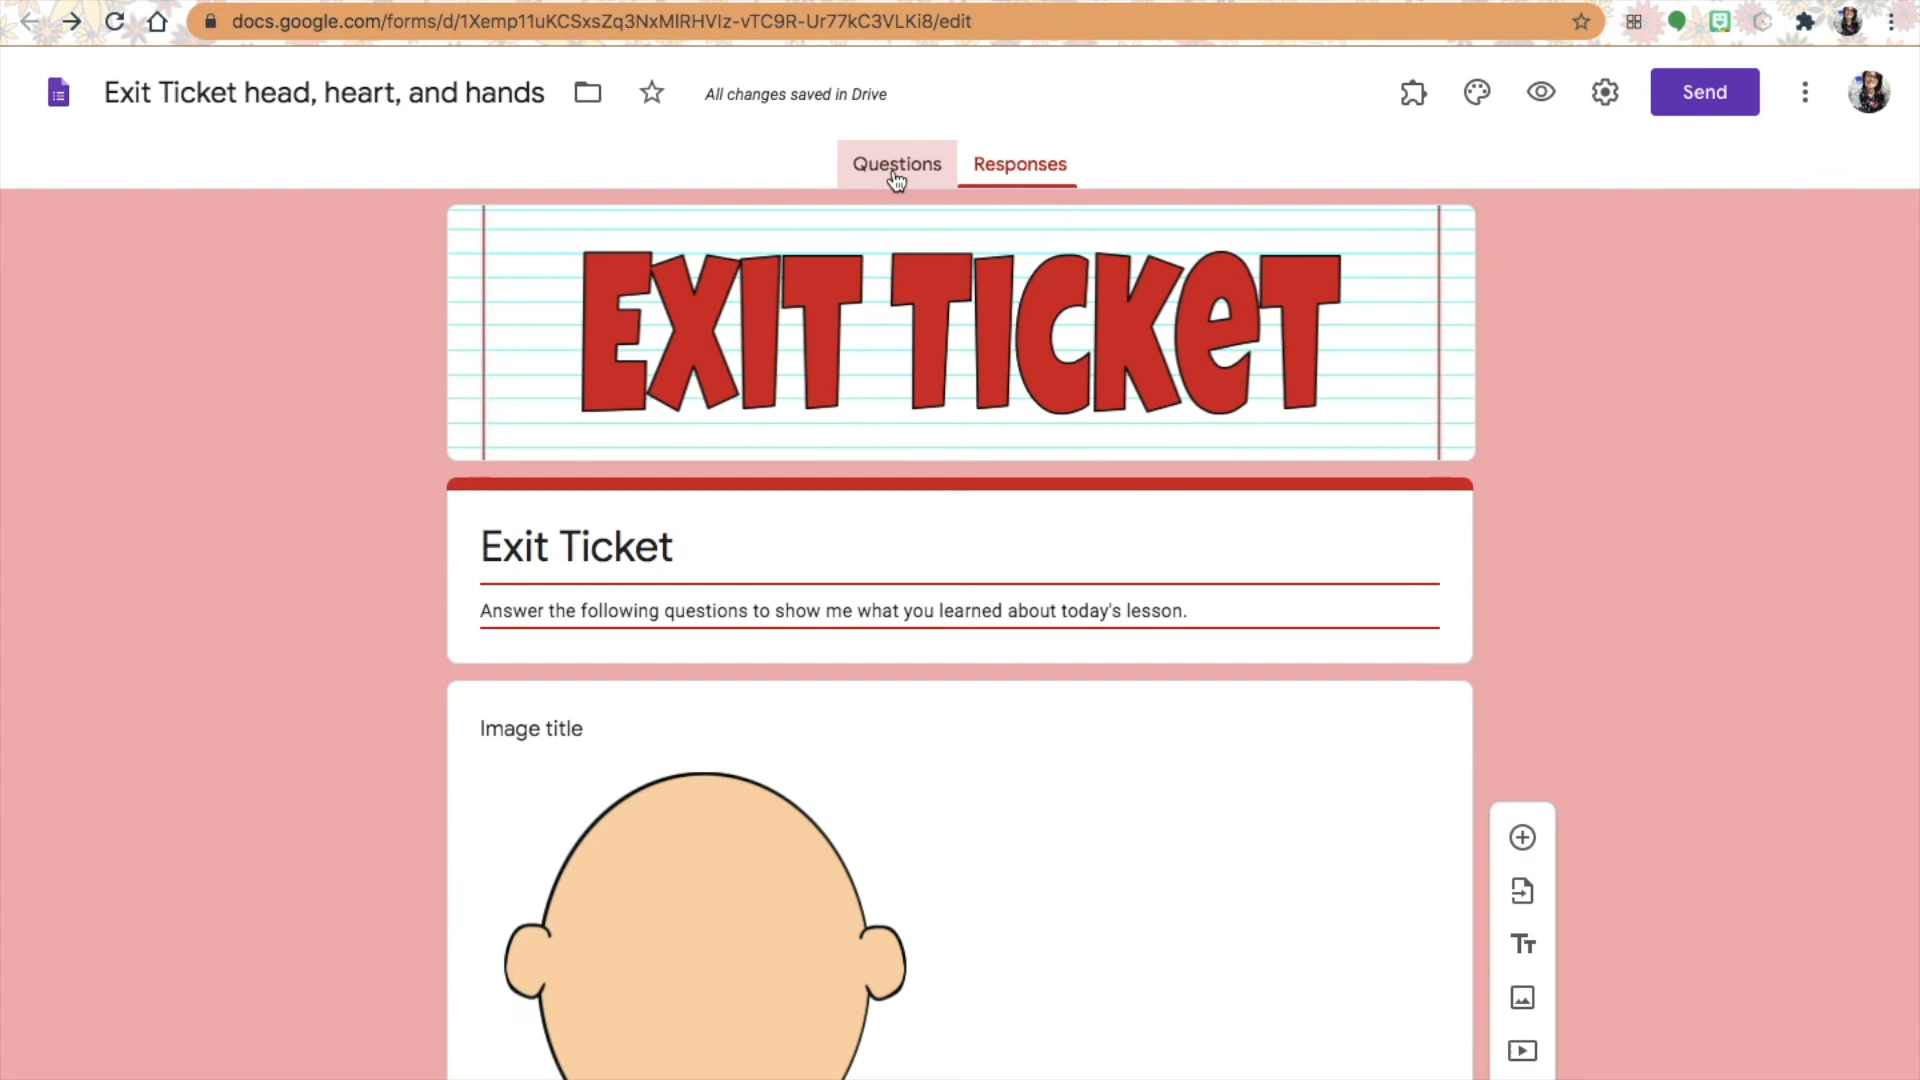 docs.google.com/forms/d/1Xemp11uKCSxsZq3NxMlRHVIz-vTC9R-Ur77kC3VLKi8/edit
Exit Ticket head, heart, and hands
All changes saved in Drive
Send
Questions
Responses
EXIT TICKeT
Exit Ticket
Answer the following questions to show me what you learned about today's lesson.
Image title
Tт